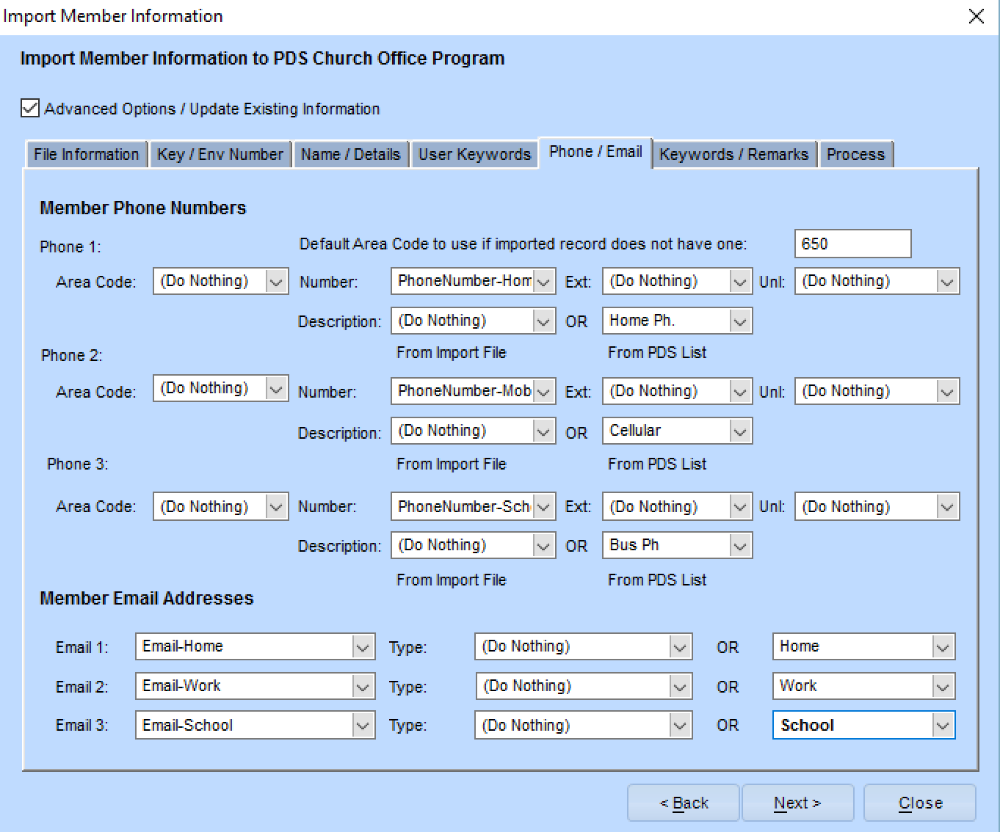 Import Member Information
Import Member Information to PDS Church Office Program
Advanced Options / Update Existing Information
File Information Key / Env Number Name / Details User Keywords Phone / Email Keywords / Remarks Process
Member Phone Numbers
Phone 1: Default Area Code to use if imported record does not have one: 650
Area Code: (Do Nothing) Number: PhoneNumber-Hom Ext: (Do Nothing) Unl: (Do Nothing)
Description: (Do Nothing) OR Home Ph.
From Import File From PDS List
Phone 2:
Area Code: (Do Nothing) Number: PhoneNumber-Mob Ext: (Do Nothing) Unl: (Do Nothing)
Description: (Do Nothing) OR Cellular
Phone 3: From Import File From PDS List
Area Code: (Do Nothing) Number: PhoneNumber-Sch Ext: (Do Nothing) Unl: (Do Nothing)
Description: (Do Nothing) OR Bus Ph
From Import File From PDS List
Member Email Addresses
Email 1: Email-Home Type: (Do Nothing) OR Home
Email 2: Email-Work Type: (Do Nothing) OR Work
Email 3: Email-School Type: (Do Nothing) OR School
< Back Next > Close